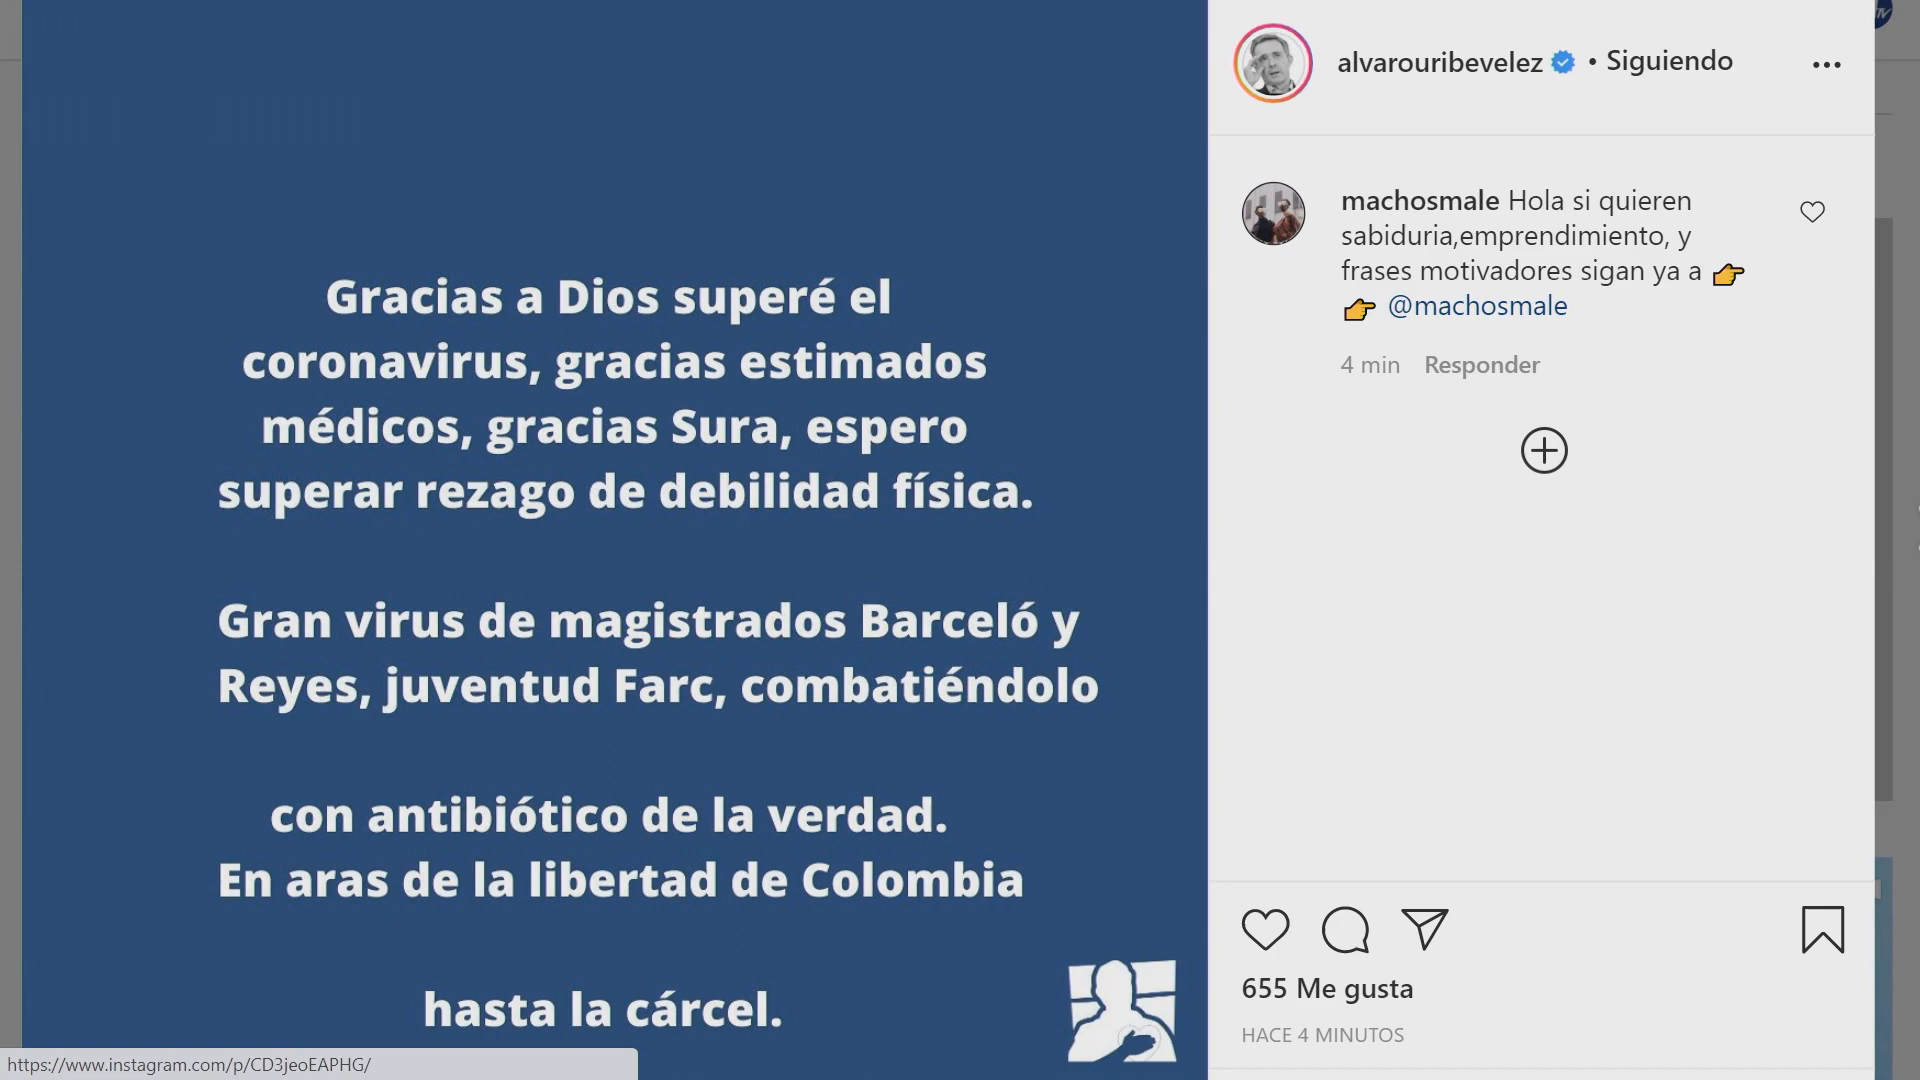 Gracias a Dios superé el
coronavirus, gracias estimados
médicos, gracias Sura, espero
superar rezago de debilidad física.
Gran virus de magistrados Barceló y
Reyes, juventud Farc, combatiéndolo
con antibiótico de la verdad.
En aras de la libertad de Colombia
hasta la cárcel.
https://www.instagram.com/p/CD3jeoEAPHG/
alvarouribevelez • Siguiendo
machosmale Hola si quieren
sabiduria,emprendimiento, y
frases motivadores sigan ya a 👉
👉 @machosmale
4 min Responder
655 Me gusta
HACE 4 MINUTOS